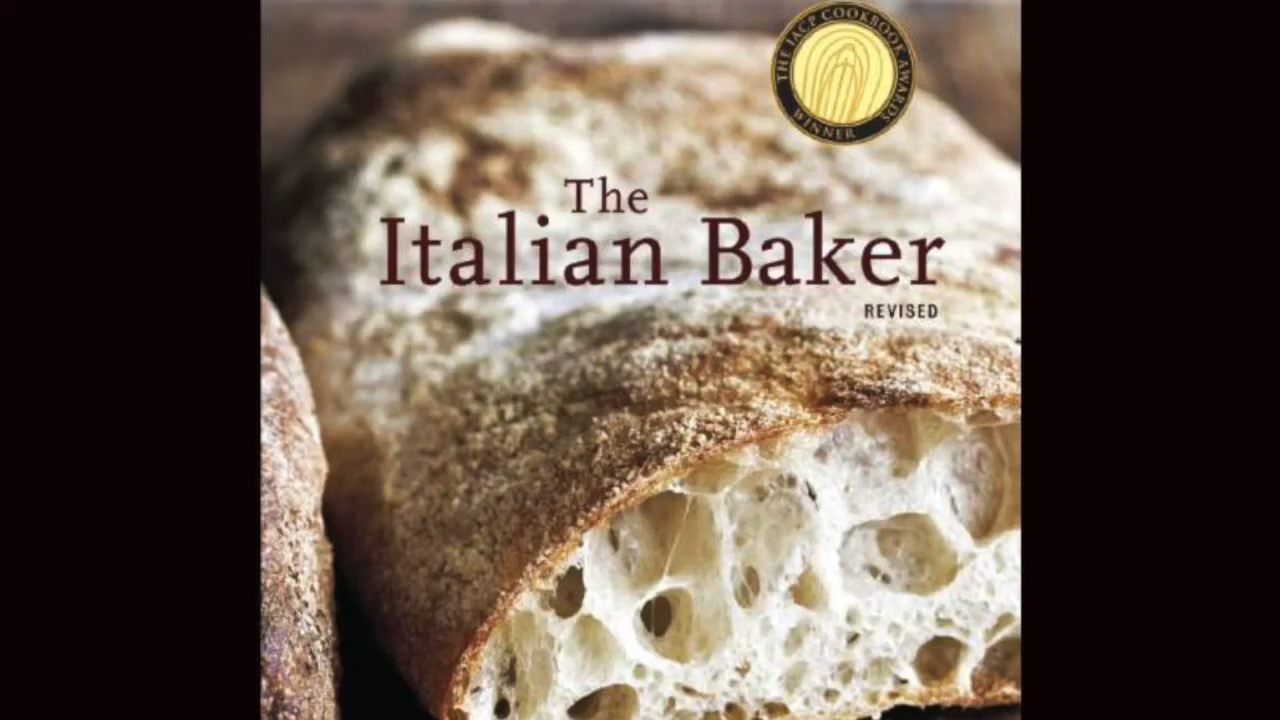 THE IACP COOKBOOK AWARDS
WINNER
The
Italian Baker
REVISED